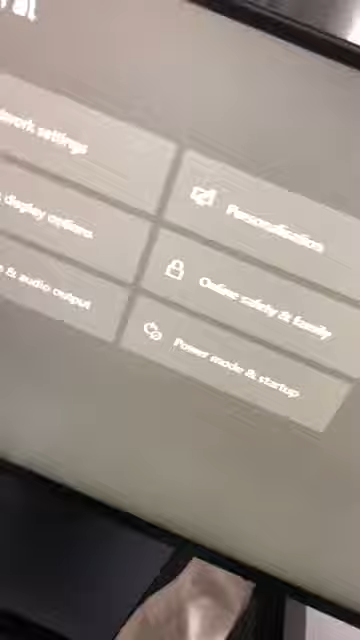 settings
Personalisation
display options
Online safety & family
& audio output
Power mode & startup